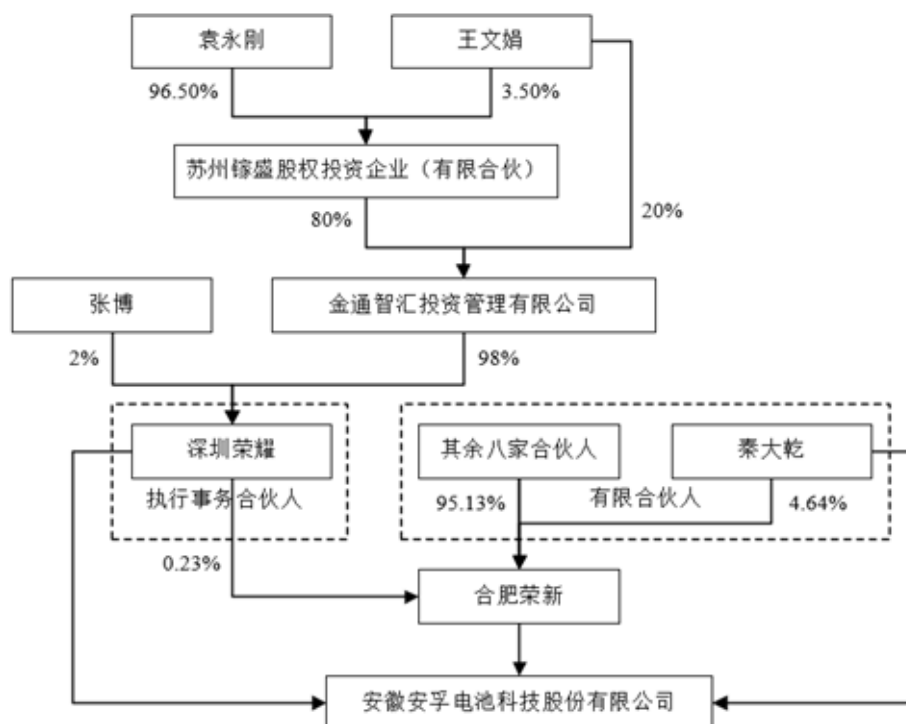 袁永刚
王文娟
96.50%
3.50%
苏州镓盛股权投资企业（有限合伙）
80%
20%
张博
金通智汇投资管理有限公司
2%
98%
深圳荣耀
其余八家合伙人
秦大乾
执行事务合伙人
95.13%
有限合伙人
4.64%
0.23%
合肥荣新
安徽安孚电池科技股份有限公司